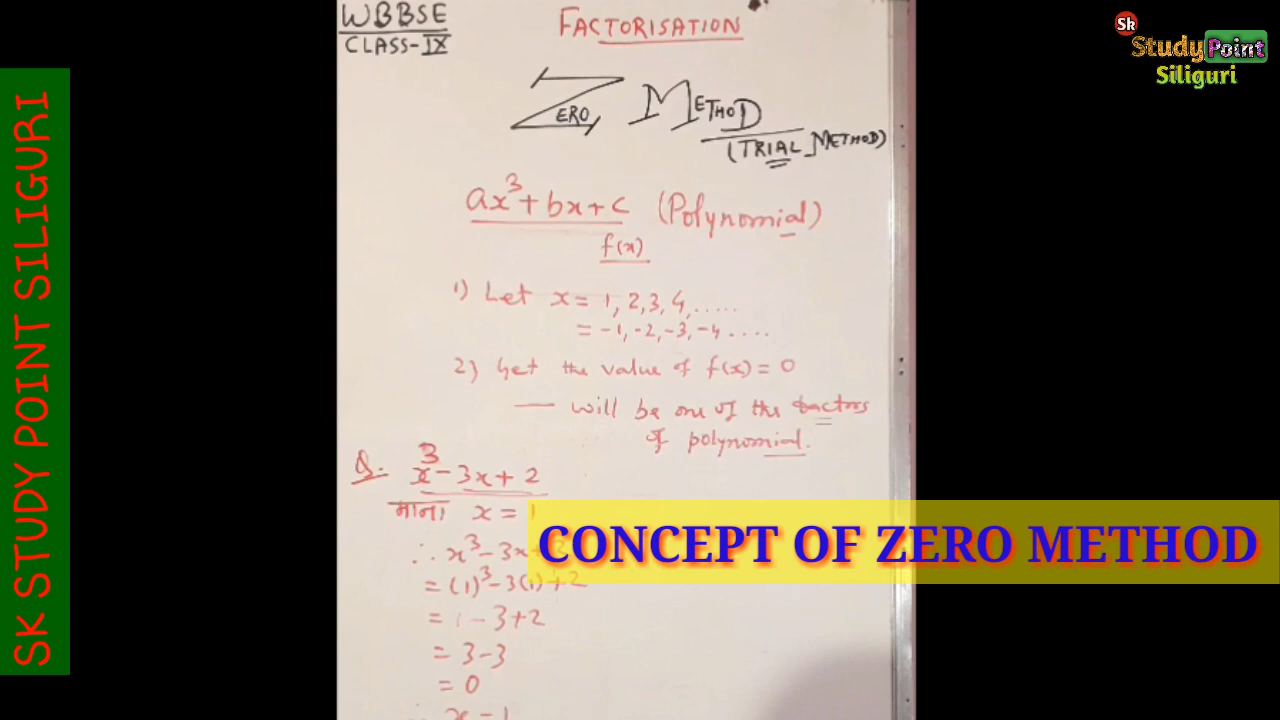 WBBSE
CLASS-IX
FACTORISATION
ZERO METHOD
(TRIAL METHOD)
ax³ + bx + c (Polynomial)
f(x)
1) Let x = 1, 2, 3, 4, .....
= -1, -2, -3, -4 ....
2) Get the value of f(x) = 0
— will be one of the factors
of polynomial.
Q. x³ - 3x + 2
माना x = 1
∴ x³ - 3x +
= (1)³ - 3(1) + 2
= 1 - 3 + 2
= 3 - 3
= 0
∴ x - 1
CONCEPT OF ZERO METHOD
SK STUDY POINT SILIGURI
Sk
Study Point
Siliguri